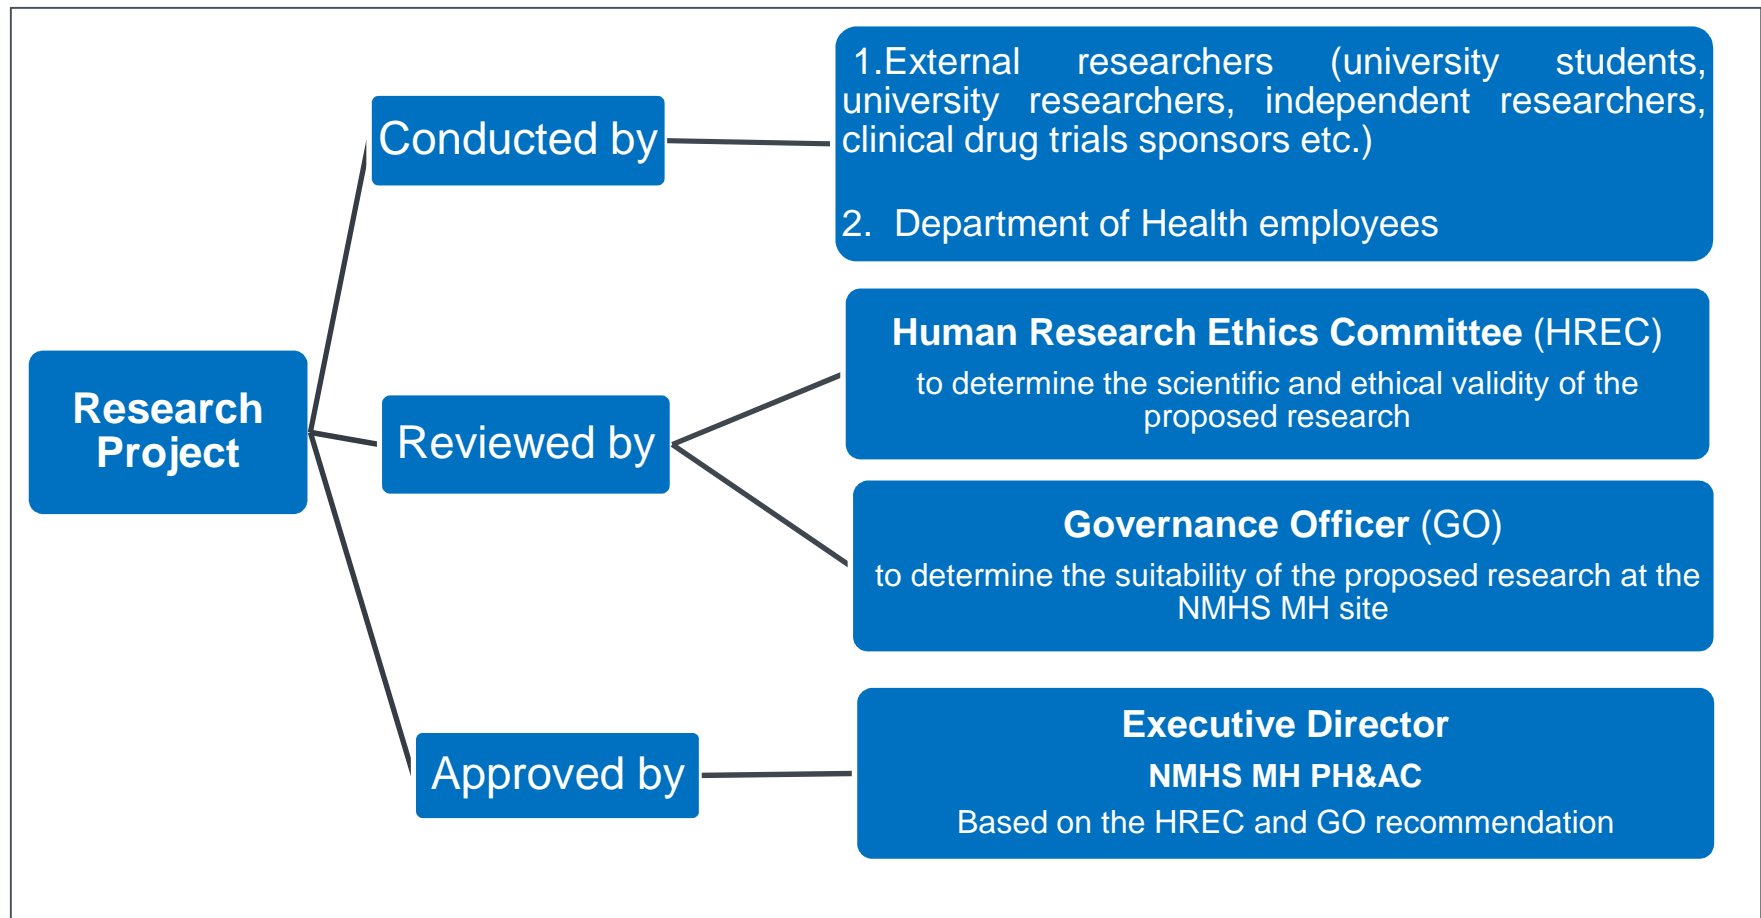 Research
Project
Conducted by
1.External researchers (university students,
university researchers, independent researchers,
clinical drug trials sponsors etc.)
2. Department of Health employees
Reviewed by
Human Research Ethics Committee (HREC)
to determine the scientific and ethical validity of the
proposed research
Governance Officer (GO)
to determine the suitability of the proposed research at the
NMHS MH site
Approved by
Executive Director
NMHS MH PH&AC
Based on the HREC and GO recommendation